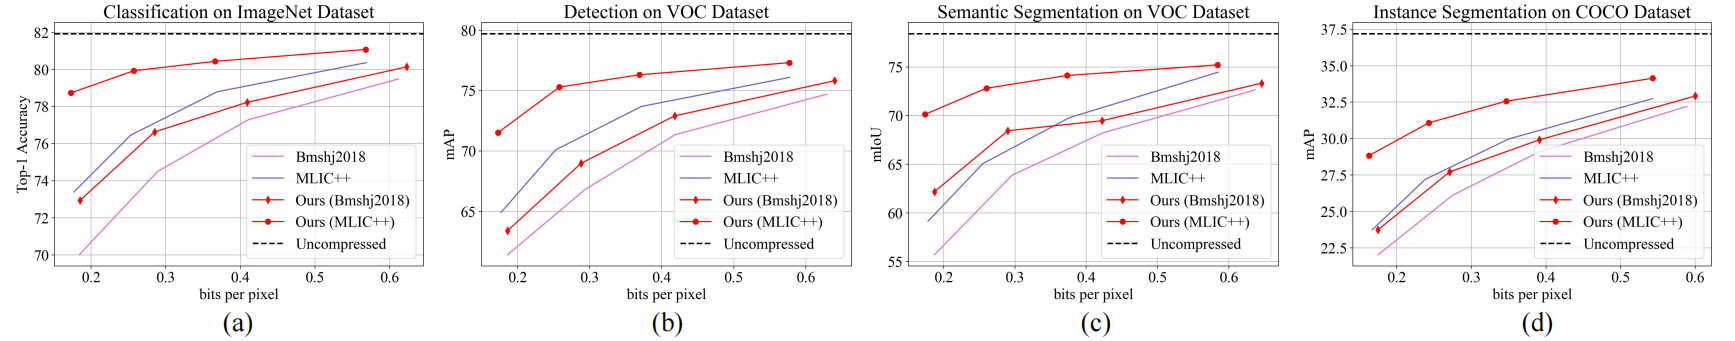 Classification on ImageNet Dataset
82
80
78
76
74
72
70
Top-1 Accuracy
0.2 0.3 0.4 0.5 0.6
bits per pixel
Bmshj2018
MLIC++
Ours (Bmshj2018)
Ours (MLIC++)
Uncompressed
(a)
Detection on VOC Dataset
80
75
70
65
mAP
0.2 0.3 0.4 0.5 0.6
bits per pixel
Bmshj2018
MLIC++
Ours (Bmshj2018)
Ours (MLIC++)
Uncompressed
(b)
Semantic Segmentation on VOC Dataset
75
70
65
60
55
mIoU
0.2 0.3 0.4 0.5 0.6
bits per pixel
Bmshj2018
MLIC++
Ours (Bmshj2018)
Ours (MLIC++)
Uncompressed
(c)
Instance Segmentation on COCO Dataset
37.5
35.0
32.5
30.0
27.5
25.0
22.5
mAP
0.2 0.3 0.4 0.5 0.6
bits per pixel
Bmshj2018
MLIC++
Ours (Bmshj2018)
Ours (MLIC++)
Uncompressed
(d)